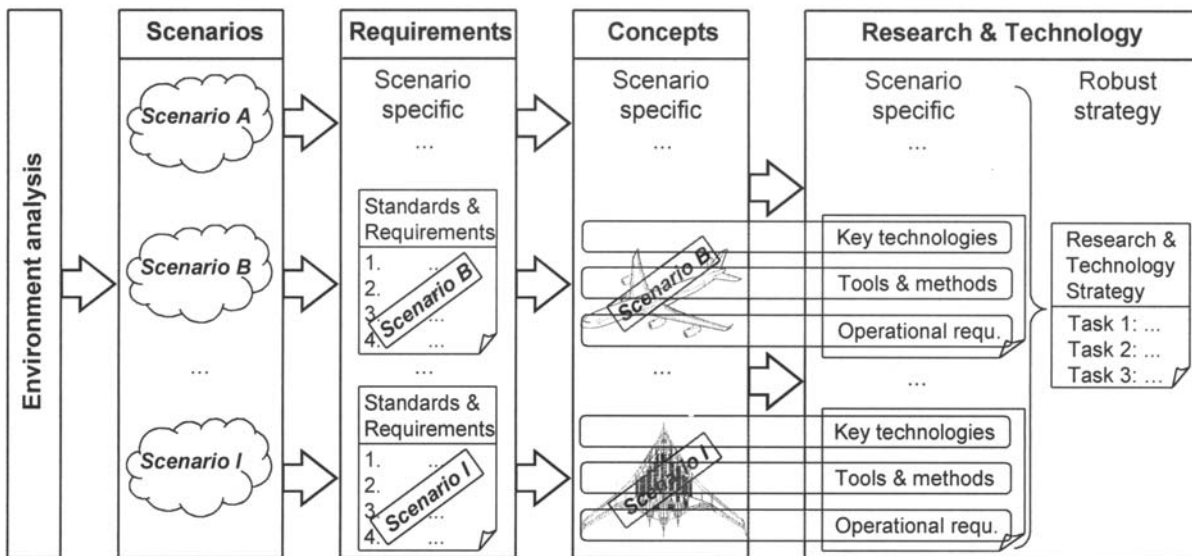 Environment analysis
Scenarios
Scenario A
Scenario B
...
Scenario I
Requirements
Scenario
specific
...
Standards &
Requirements
1. ...
2.
3. ...
4. ...
Scenario B
...
Standards &
Requirements
1. ...
2.
3. ...
4. ...
Scenario I
Concepts
Scenario
specific
...
Scenario B
...
Scenario I
Research & Technology
Scenario
specific
...
Key technologies
Tools & methods
Operational requ.
...
Key technologies
Tools & methods
Operational requ.
Robust
strategy
Research &
Technology
Strategy
Task 1: ...
Task 2: ...
Task 3: ...